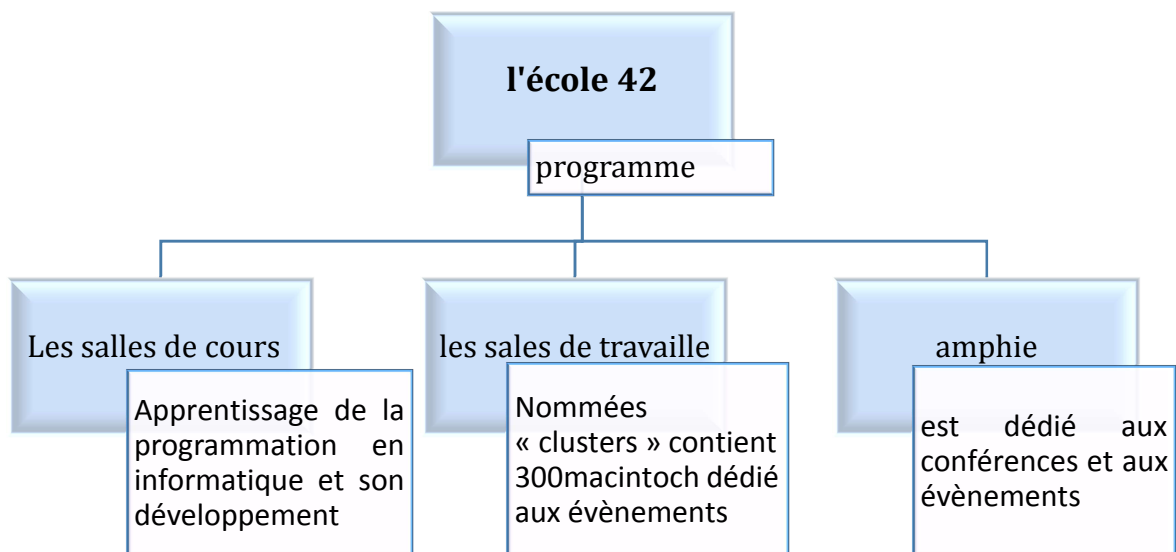 l'école 42
programme
Les salles de cours
Apprentissage de la
programmation en
informatique et son
développement
les sales de travaille
Nommées
« clusters » contient
300macintoch dédié
aux évènements
amphie
est dédié aux
conférences et aux
évènements